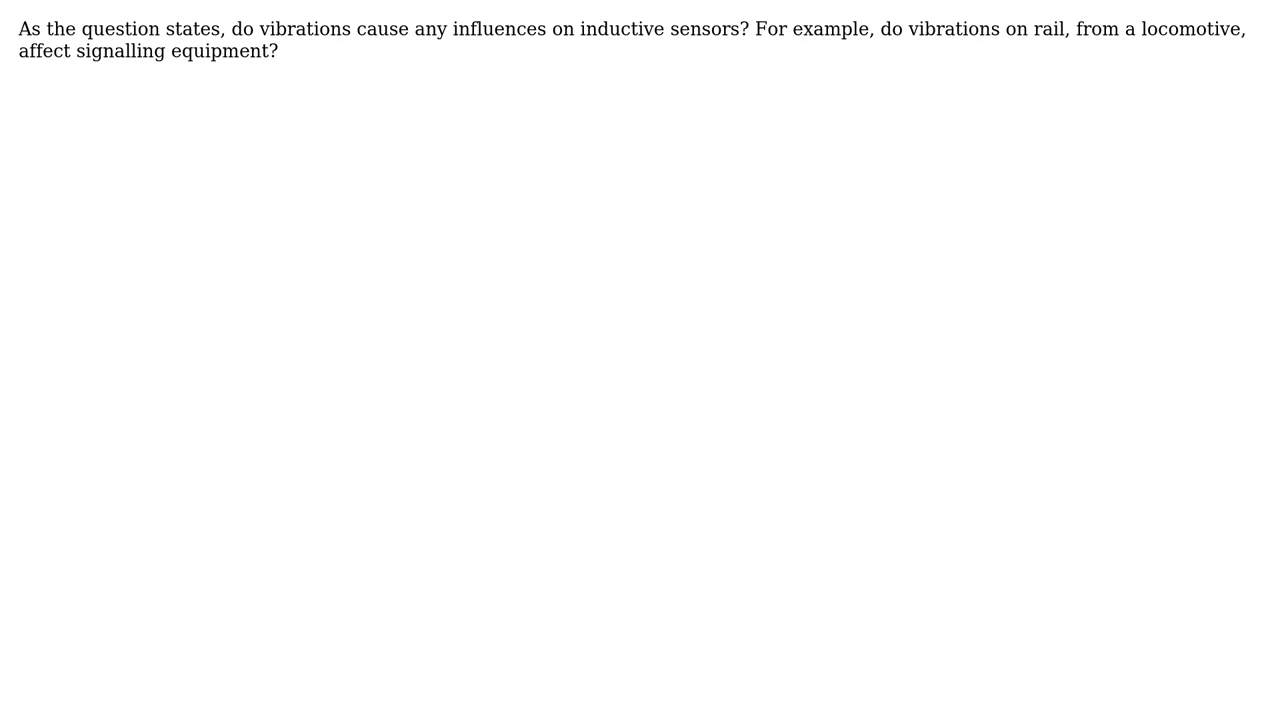 As the question states, do vibrations cause any influences on inductive sensors? For example, do vibrations on rail, from a locomotive,
affect signalling equipment?